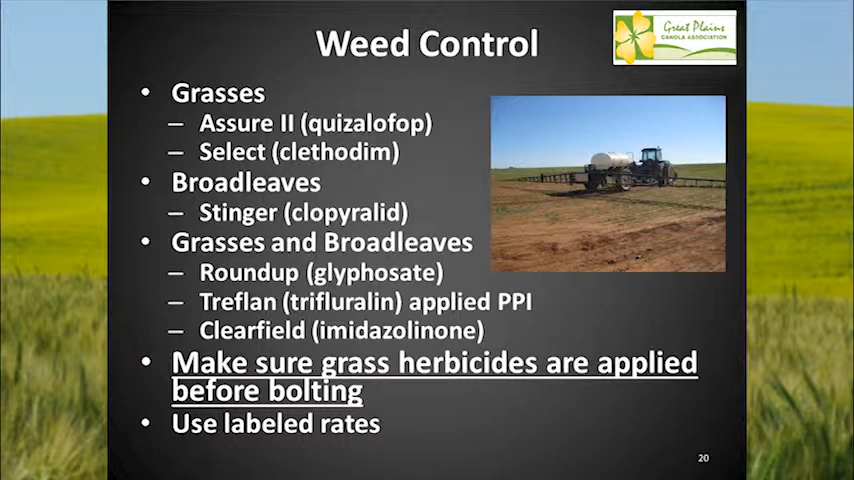 Weed Control
Great Plains
CANOLA ASSOCIATION
• Grasses
– Assure II (quizalofop)
– Select (clethodim)
• Broadleaves
– Stinger (clopyralid)
• Grasses and Broadleaves
– Roundup (glyphosate)
– Treflan (trifluralin) applied PPI
– Clearfield (imidazolinone)
• Make sure grass herbicides are applied
before bolting
• Use labeled rates
20